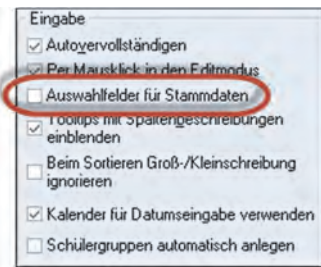 Eingabe
Autovervollständigen
Per Mausklick in den Editmodus
Auswahlfelder für Stammdaten
Tooltips mit Spaltenbeschreibungen
einblenden
Beim Sortieren Groß-/Kleinschreibung
ignorieren
Kalender für Datumseingabe verwenden
Schülergruppen automatisch anlegen